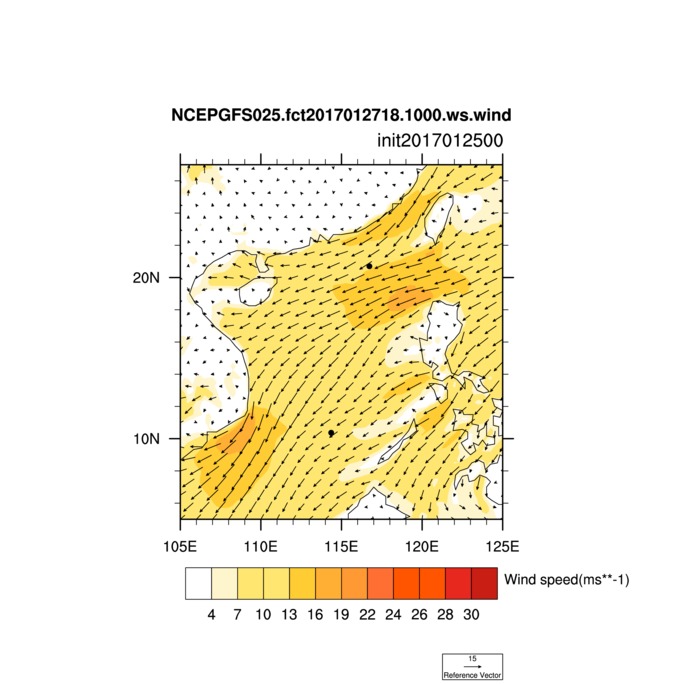 NCEPGFS025.fct2017012718.1000.ws.wind
init2017012500
20N
10N
105E 110E 115E 120E 125E
Wind speed(ms**-1)
4 7 10 13 16 19 22 24 26 28 30
15
Reference Vector